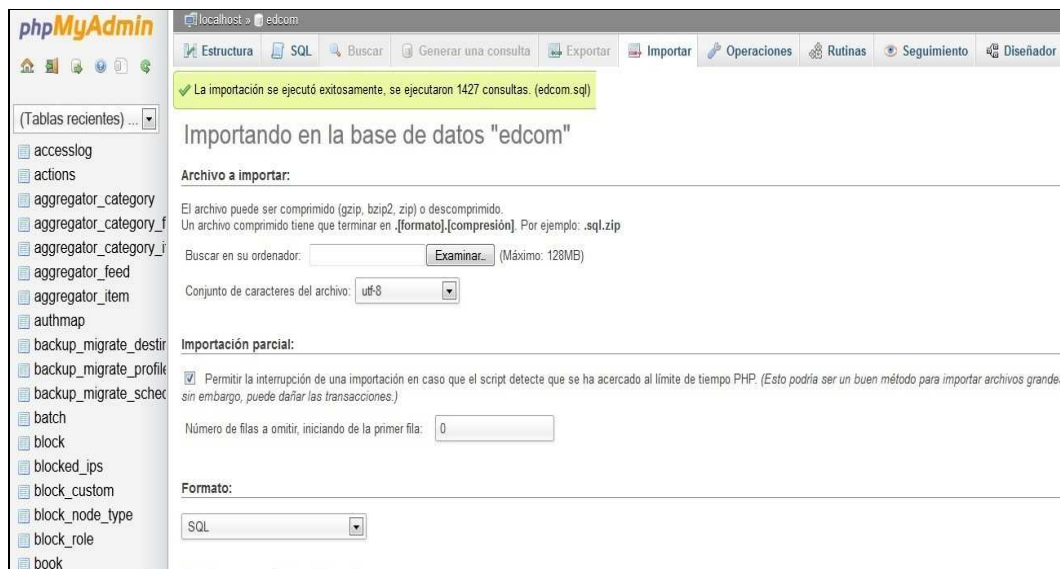 phpMyAdmin
localhost » edcom
Estructura SQL Buscar Generar una consulta Exportar Importar Operaciones Rutinas Seguimiento Diseñador
La importación se ejecutó exitosamente, se ejecutaron 1427 consultas. (edcom.sql)
(Tablas recientes) ...
accesslog
actions
aggregator_category
aggregator_category_f
aggregator_category_i
aggregator_feed
aggregator_item
authmap
backup_migrate_destin
backup_migrate_profile
backup_migrate_sched
batch
block
blocked_ips
block_custom
block_node_type
block_role
book
Importando en la base de datos "edcom"
Archivo a importar:
El archivo puede ser comprimido (gzip, bzip2, zip) o descomprimido.
Un archivo comprimido tiene que terminar en .[formato].[compresión]. Por ejemplo: .sql.zip
Buscar en su ordenador: Examinar_ (Máximo: 128MB)
Conjunto de caracteres del archivo: utf-8
Importación parcial:
Permitir la interrupción de una importación en caso que el script detecte que se ha acercado al límite de tiempo PHP. (Esto podría ser un buen método para importar archivos grandes
sin embargo, puede dañar las transacciones.)
Número de filas a omitir, iniciando de la primer fila: 0
Formato:
SQL